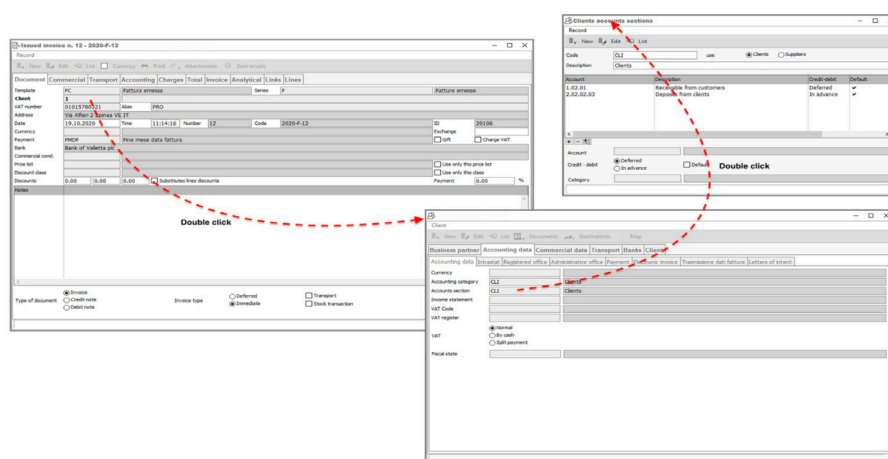 Issued invoice n. 12 - 2020-F-12
Record
New Edit List Currency Print Attachments Send emails
Document Commercial Transport Accounting Charges Total Invoice Analytical Links Lines
Template FC Fattura emessa Series F Fatture emesse
Client 1
VAT number 01015780321 Alias PRO
Address Via Alfieri 2 Spinea VE IT
Date 19.10.2020 Time 11:14:16 Number 12 Code 2020-F-12 ID 20106
Currency Exchange
Payment FMDF Fine mese data fattura Gift Charge VAT
Bank Bank of Valletta plc
Commercial cond.
Price list Use only this price list
Discount class Use only this class
Discounts 0.00 0.00 0.00 Substitutes lines discounts Payment 0.00 %
Notes
Double click
Type of document Invoice Credit note Debit note Invoice type Deferred Immediate Transport Stock transaction
Clients accounts sections
Record
New Edit List
Code CLI use Clients Suppliers
Description Clients
Account Description Credit-debit Default
1.02.01 Receivable from customers Deferred
2.02.02.03 Deposits from clients In advance
Account
Credit - debit Deferred In advance Default
Double click
Category
Client
New Edit List Documents Destinations Map
Business partner Accounting data Commercial data Transport Banks Client
Accounting data Intrastat Registered office Administrative office Payment Electronic invoice Trasmissione dati fatture Letters of intent
Currency
Accounting category CLI Clients
Accounts section CLI Clients
Income statement
VAT Code
VAT register
VAT Normal By cash Split payment
Fiscal state